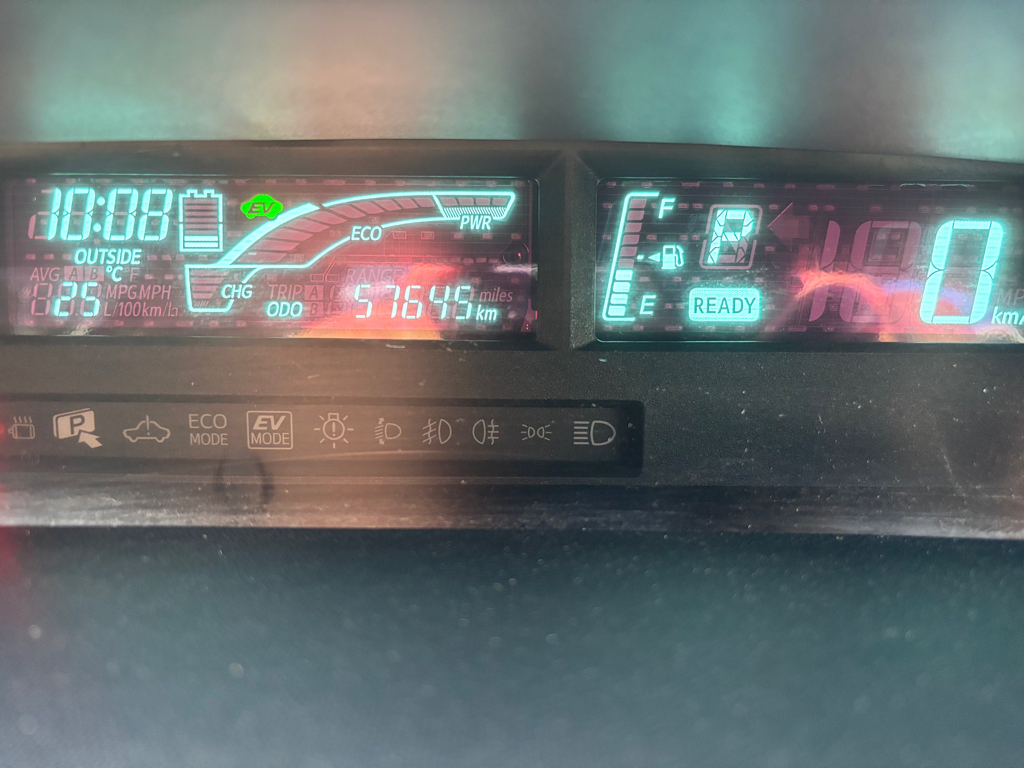 10:08
EV
PWR
ECO
OUTSIDE
AVG A B °C °F
25 MPG MPH
L/100km/h
CHG
RANGE
TRIP A
ODO B 57645 miles
km
F
E
P
READY
0
km/
P
ECO
MODE
EV
MODE